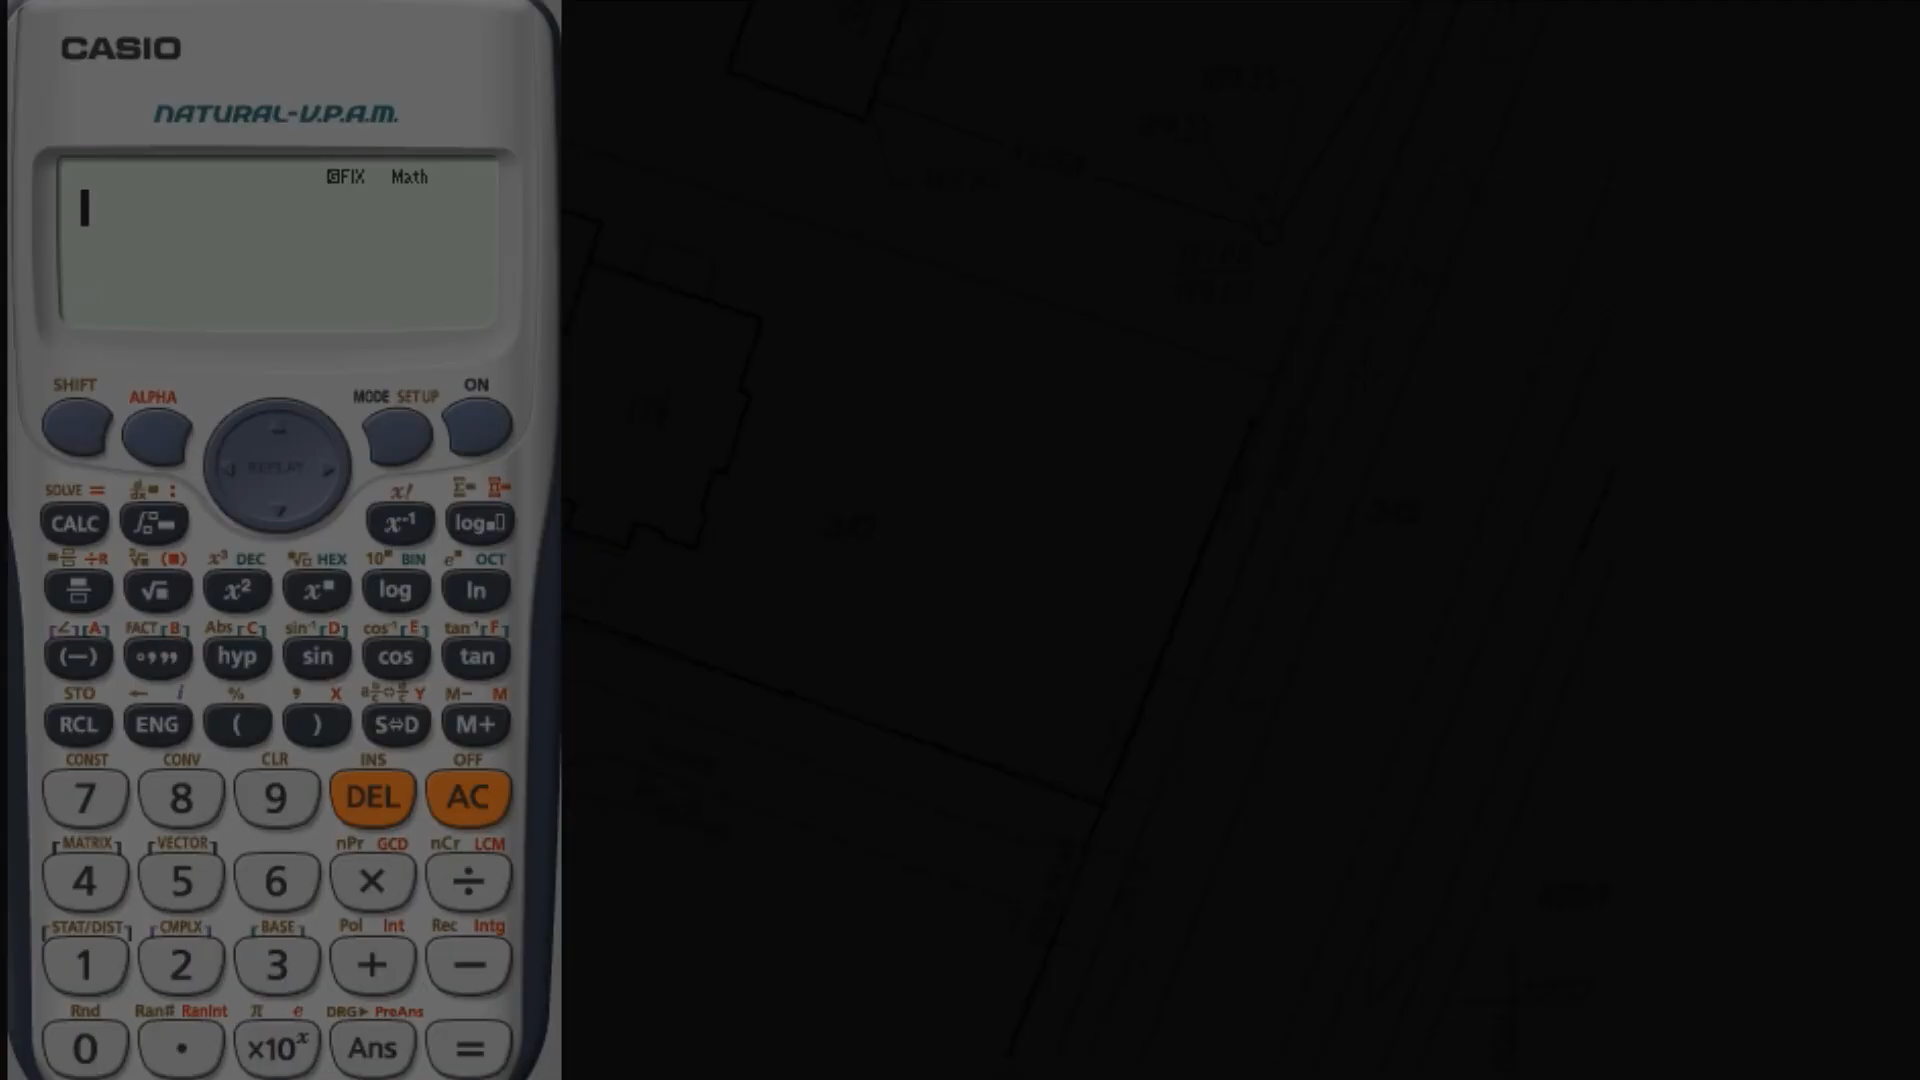 CASIO
NATURAL-V.P.A.M.
G FIX Math
SHIFT ALPHA MODE SETUP ON
REPLAY
SOLVE = d/dx : x! Σ Π
CALC ∫ x⁻¹ log
÷R ³√ x³ DEC √ HEX 10 BIN e OCT
√ x² x log ln
∠ A FACT B Abs C sin⁻¹ D cos⁻¹ E tan⁻¹ F
(−) ° ’ ” hyp sin cos tan
STO ← i % , X Y M− M
RCL ENG ( ) S⇔D M+
CONST CONV CLR INS OFF
7 8 9 DEL AC
MATRIX VECTOR nPr GCD nCr LCM
4 5 6 × ÷
STAT/DIST CMPLX BASE Pol Int Rec Intg
1 2 3 + −
Rnd Ran# RanInt π e DRG▶ PreAns
0 . ×10ˣ Ans =